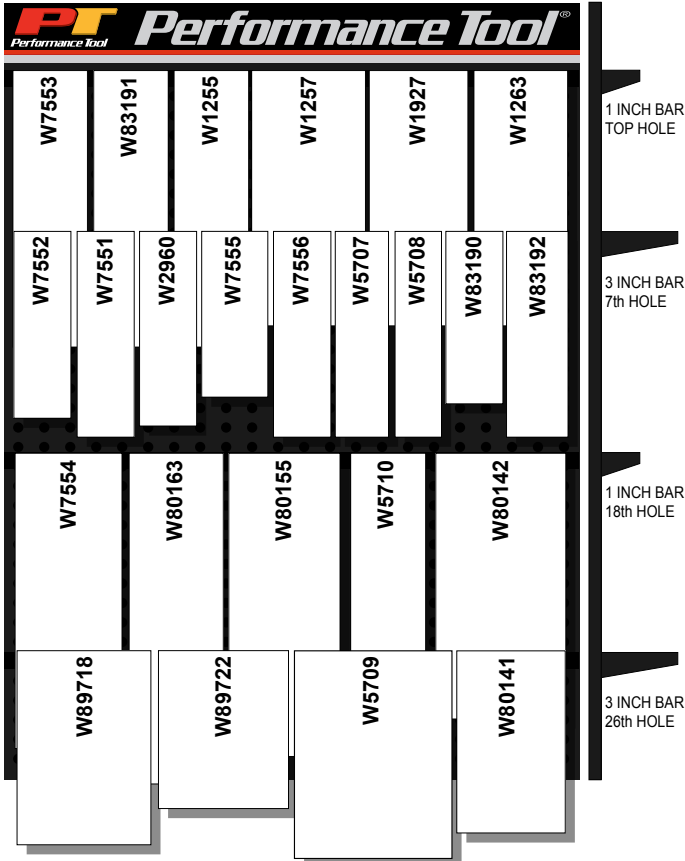 PT Performance Tool®
Performance Tool
W7553 W83191 W1255 W1257 W1927 W1263
1 INCH BAR
TOP HOLE
W7552 W7551 W2960 W7555 W7556 W5707 W5708 W83190 W83192
3 INCH BAR
7th HOLE
W7554 W80163 W80155 W5710 W80142
1 INCH BAR
18th HOLE
W89718 W89722 W5709 W80141
3 INCH BAR
26th HOLE